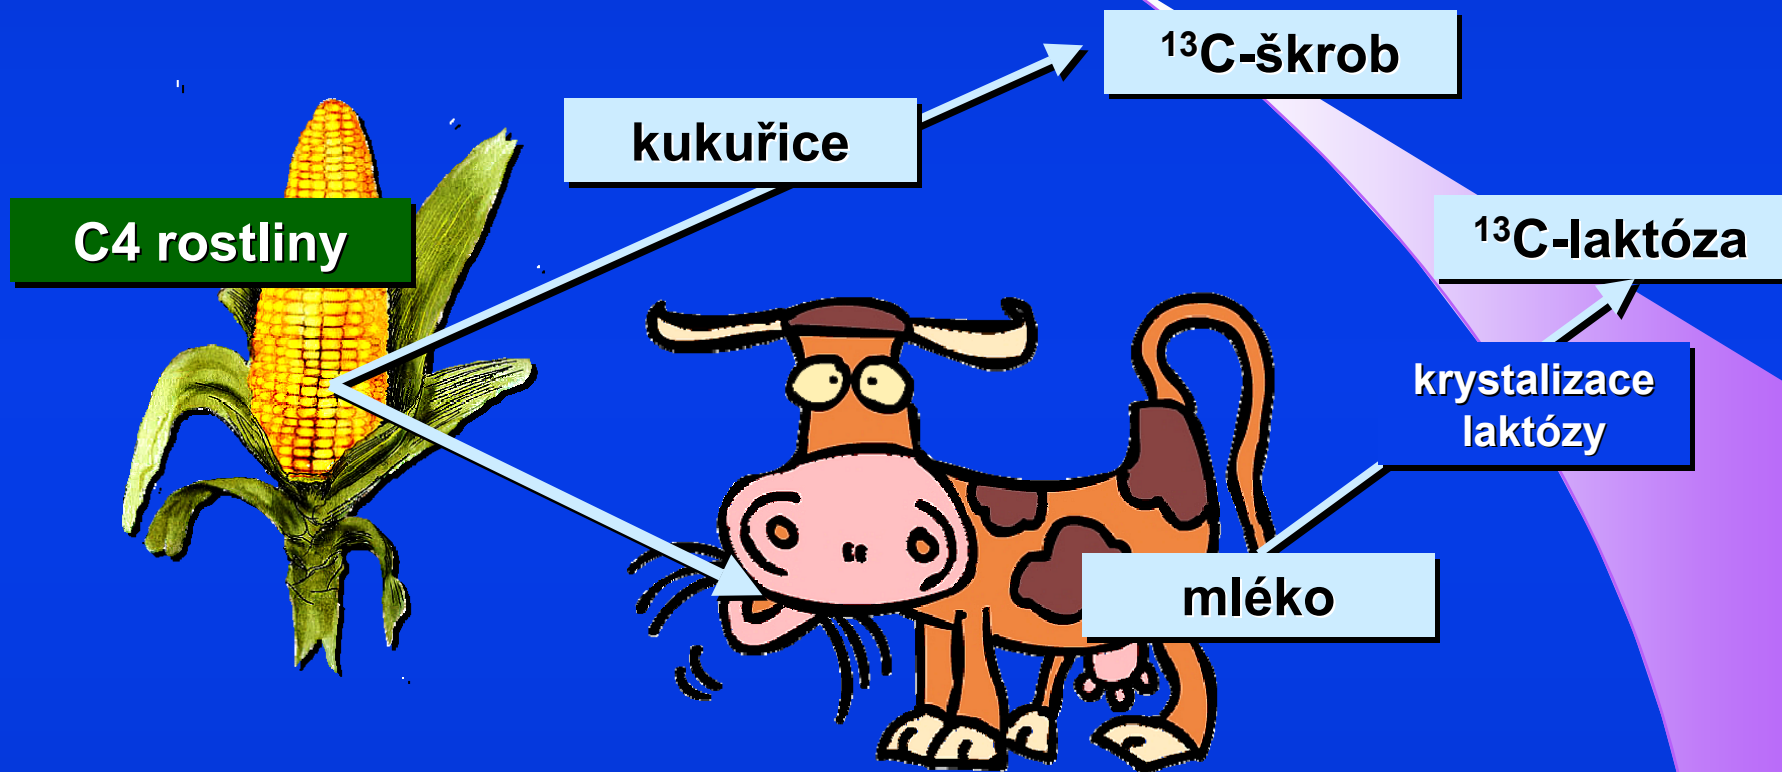 ¹³C-škrob
kukuřice
C4 rostliny
¹³C-laktóza
krystalizace
laktózy
mléko